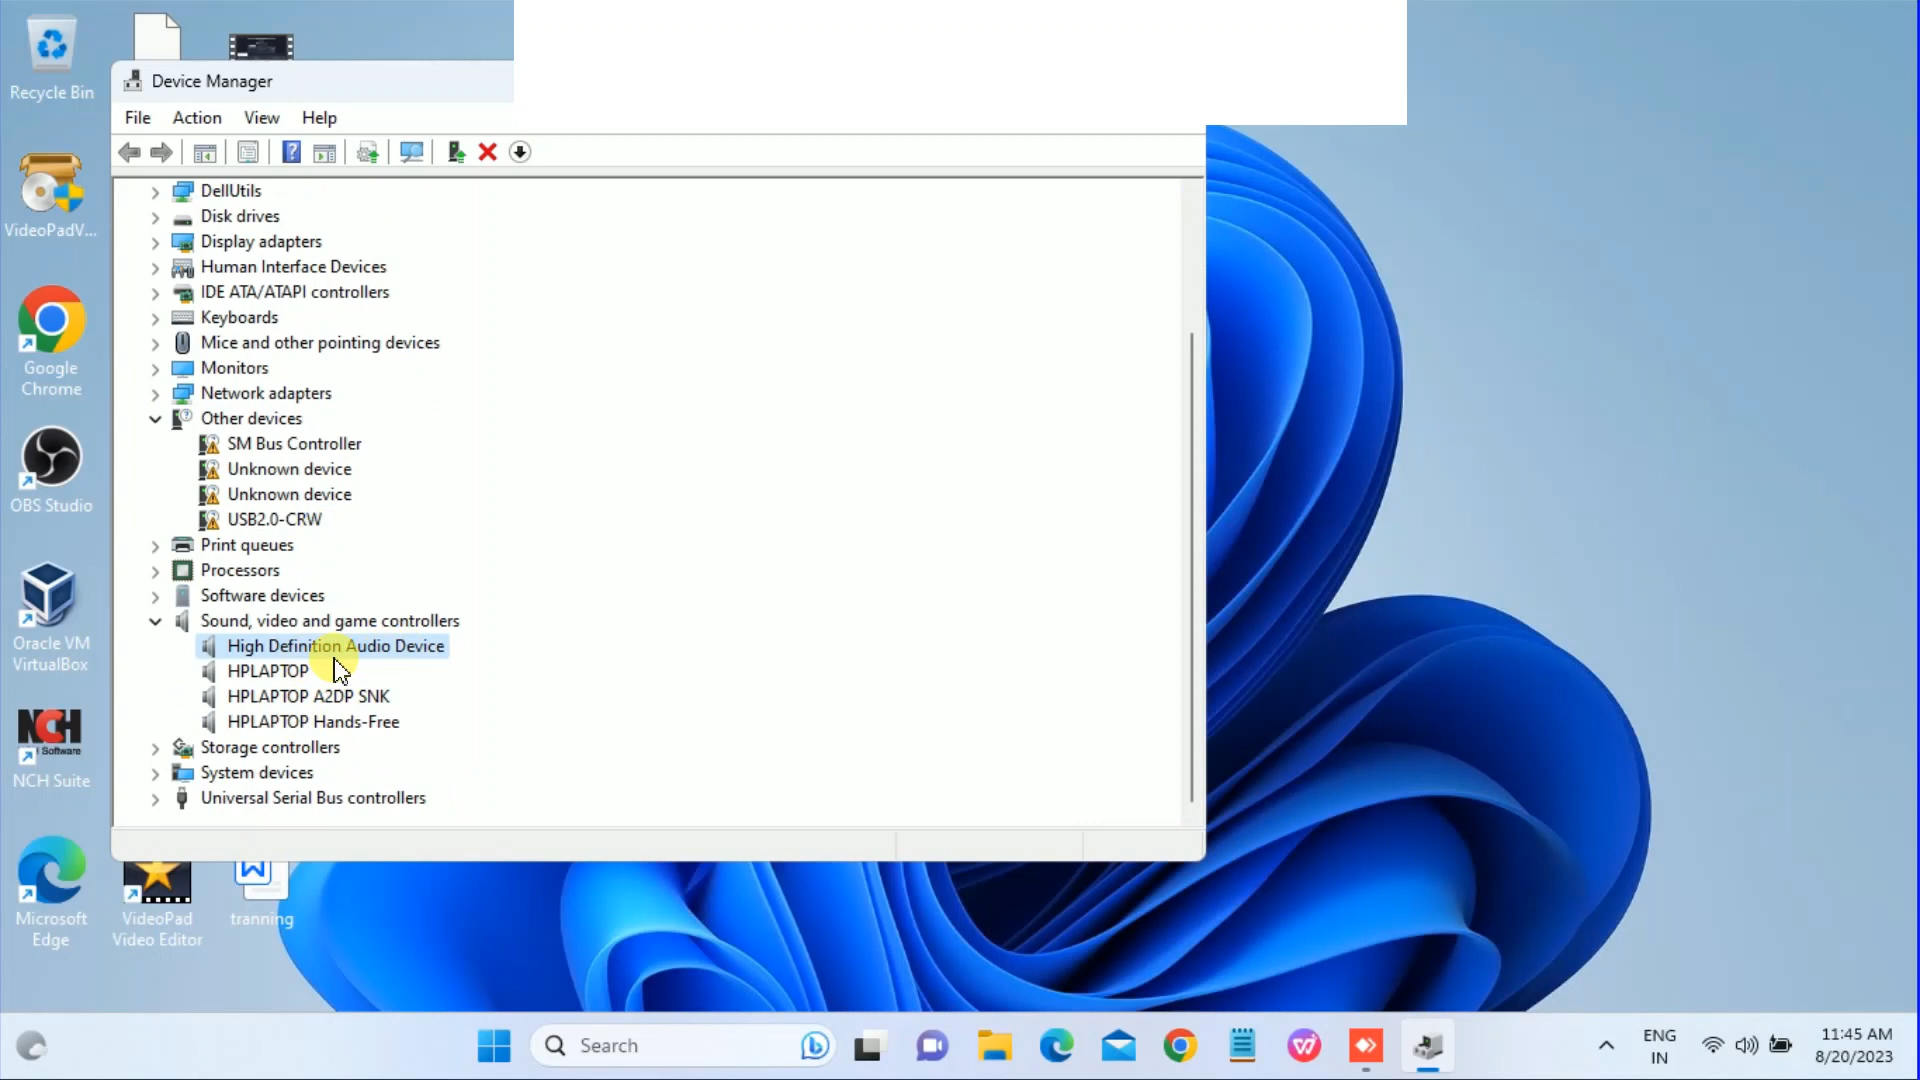 Recycle Bin
VideoPadV...
Google
Chrome
OBS Studio
Oracle VM
VirtualBox
NCH
Software
NCH Suite
Microsoft
Edge
VideoPad
Video Editor
tranning
Device Manager
File Action View Help
DellUtils
Disk drives
Display adapters
Human Interface Devices
IDE ATA/ATAPI controllers
Keyboards
Mice and other pointing devices
Monitors
Network adapters
Other devices
SM Bus Controller
Unknown device
Unknown device
USB2.0-CRW
Print queues
Processors
Software devices
Sound, video and game controllers
High Definition Audio Device
HPLAPTOP
HPLAPTOP A2DP SNK
HPLAPTOP Hands-Free
Storage controllers
System devices
Universal Serial Bus controllers
Search
ENG
IN
11:45 AM
8/20/2023